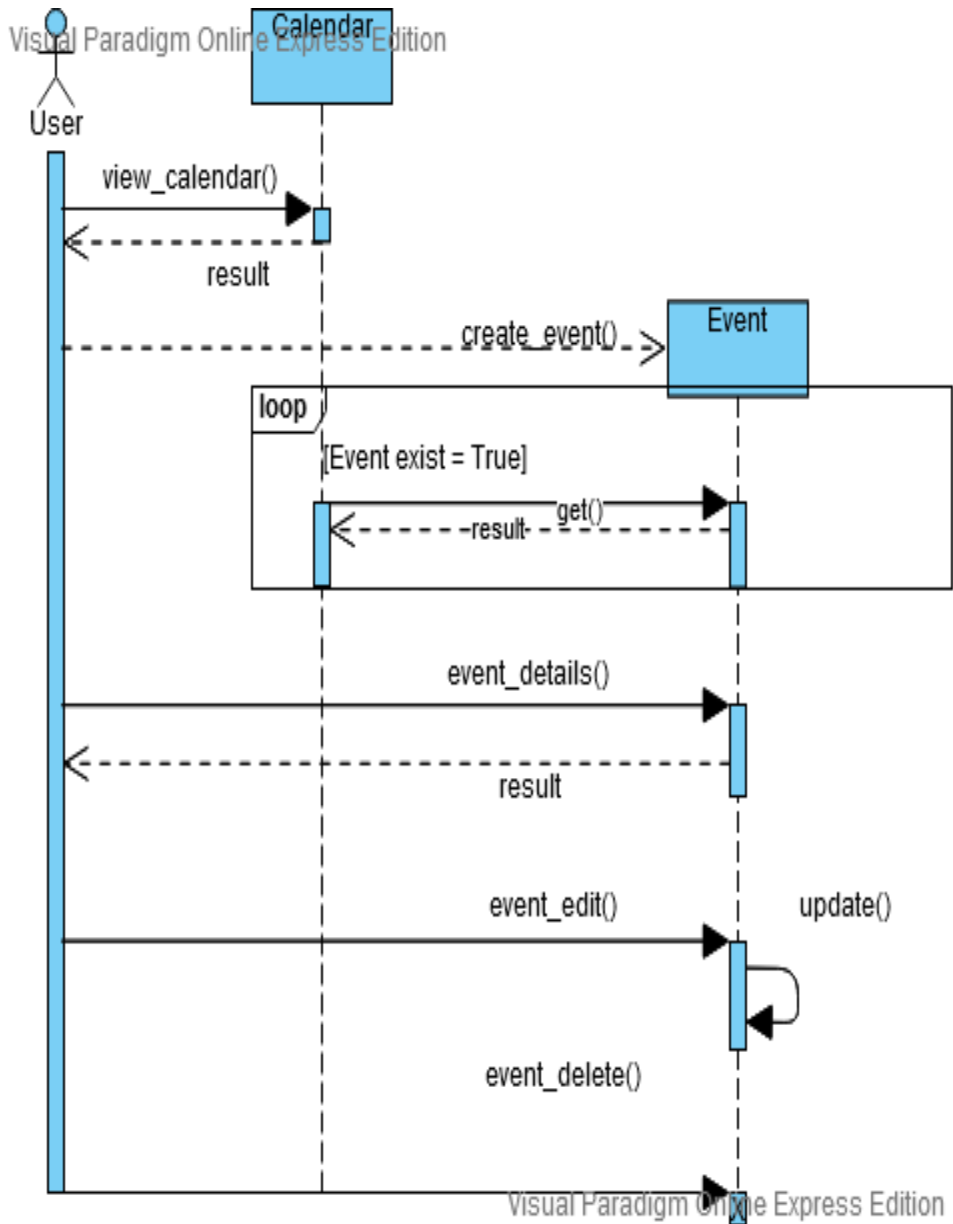 Calendar
Visual Paradigm Online Express Edition
User
view_calendar()
result
create_event()
Event
loop
[Event exist = True]
get()
result
event_details()
result
event_edit()
update()
event_delete()
Visual Paradigm Online Express Edition